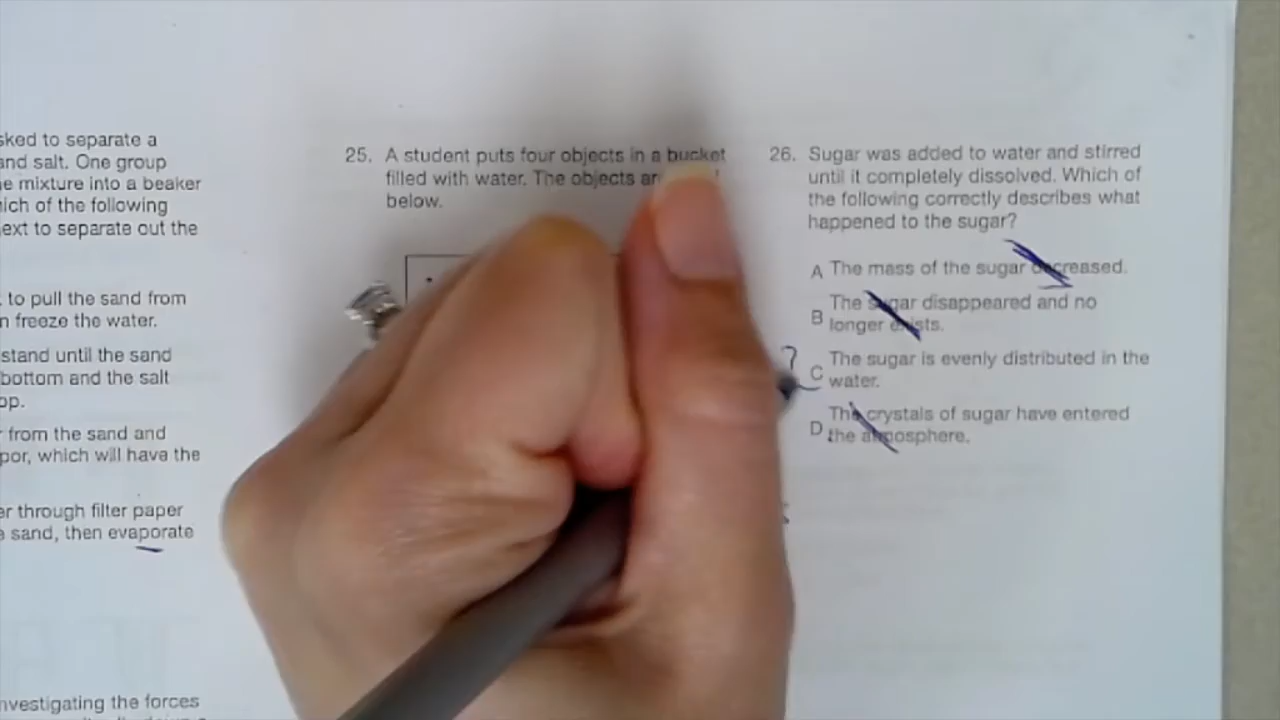 sked to separate a
and salt. One group
e mixture into a beaker
ich of the following
ext to separate out the
to pull the sand from
n freeze the water.
stand until the sand
bottom and the salt
op.
from the sand and
por, which will have the
er through filter paper
e sand, then evaporate
nvestigating the forces
25. A student puts four objects in a bucket
filled with water. The objects
below.
26. Sugar was added to water and stirred
until it completely dissolved. Which of
the following correctly describes what
happened to the sugar?
A The mass of the sugar decreased.
B The sugar disappeared and no
longer exists.
? C The sugar is evenly distributed in the
water.
D The crystals of sugar have entered
the atmosphere.